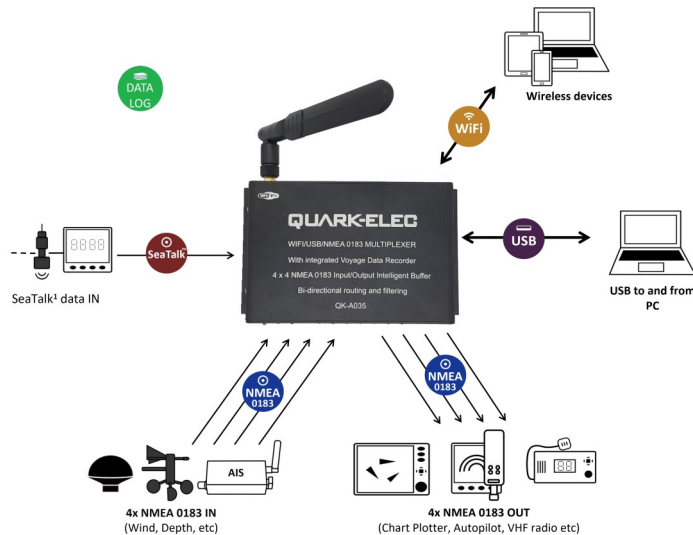 DATA
LOG
WiFi
Wireless devices
WiFi
QUARK-ELEC
WIFI/USB/NMEA 0183 MULTIPLEXER
With integrated Voyage Data Recorder
4 x 4 NMEA 0183 Input/Output Intelligent Buffer
Bi-directional routing and filtering
QK-A035
USB
USB to and from
PC
8888
SeaTalk™
SeaTalk¹ data IN
NMEA
0183
NMEA
0183
AIS
4x NMEA 0183 IN
(Wind, Depth, etc)
88
4x NMEA 0183 OUT
(Chart Plotter, Autopilot, VHF radio etc)